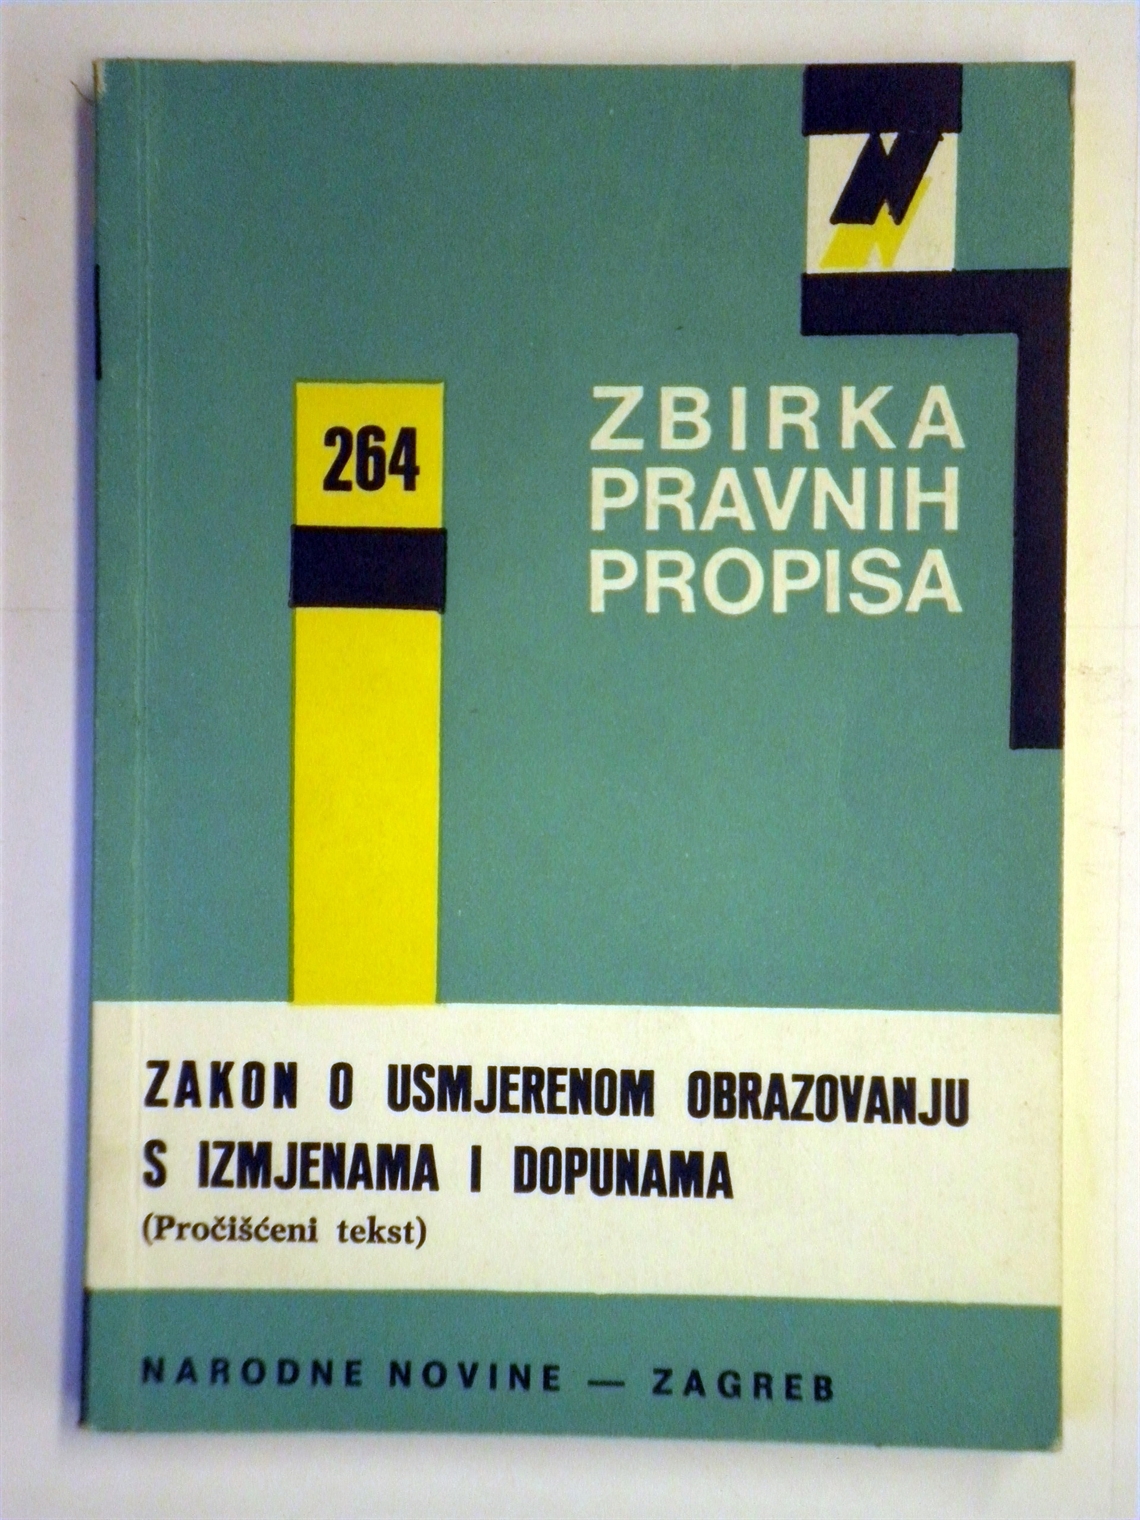 264
ZBIRKA
PRAVNIH
PROPISA
ZAKON O USMJERENOM OBRAZOVANJU
S IZMJENAMA I DOPUNAMA
(Pročišćeni tekst)
NARODNE NOVINE — ZAGREB